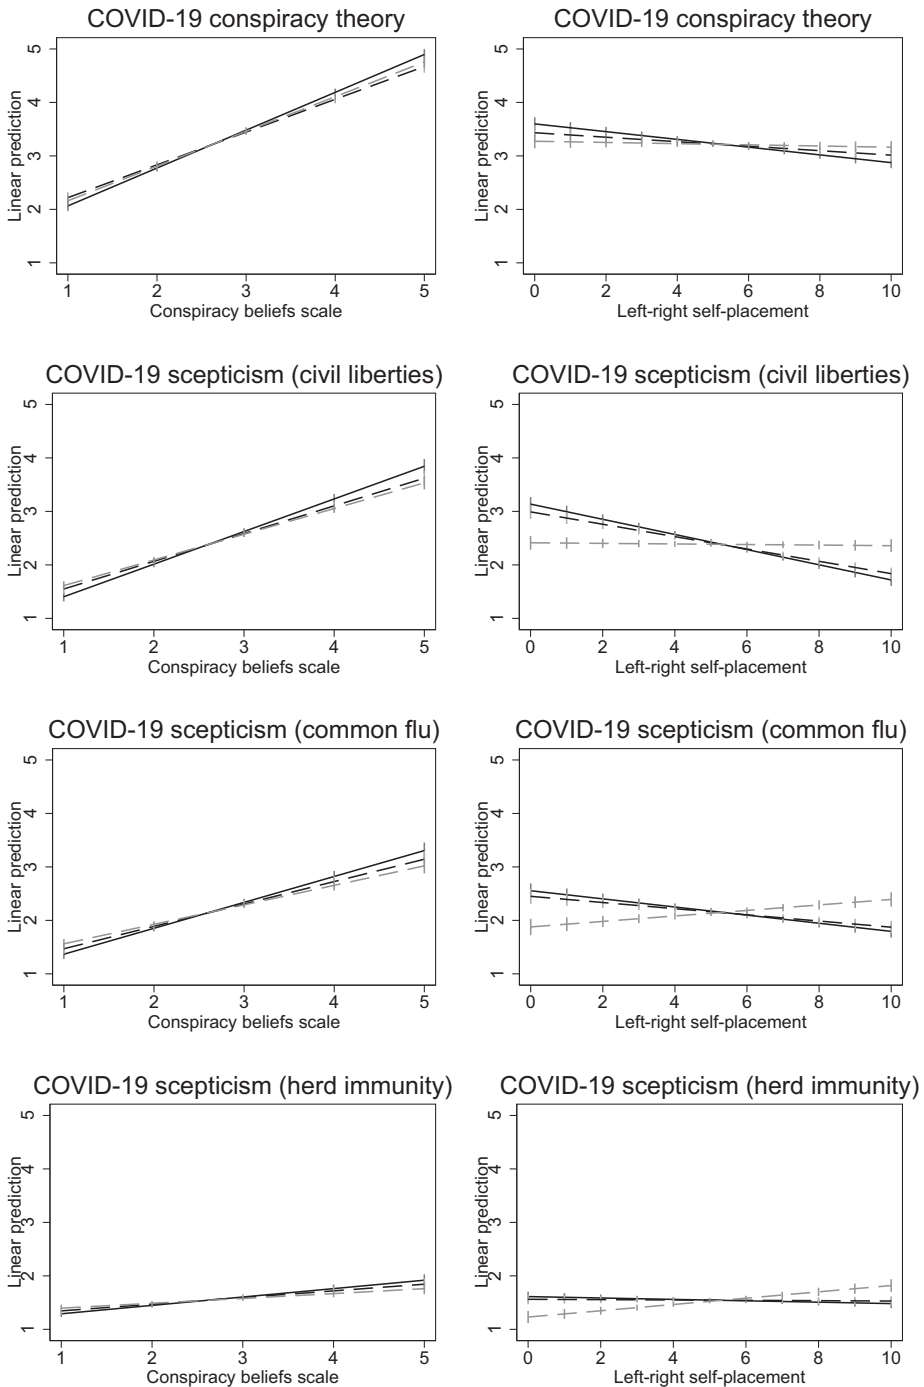 COVID-19 conspiracy theory
5
4
3
2
1
Linear prediction
1 2 3 4 5
Conspiracy beliefs scale
COVID-19 conspiracy theory
5
4
3
2
1
Linear prediction
0 2 4 6 8 10
Left-right self-placement
COVID-19 scepticism (civil liberties)
5
4
3
2
1
Linear prediction
1 2 3 4 5
Conspiracy beliefs scale
COVID-19 scepticism (civil liberties)
5
4
3
2
1
Linear prediction
0 2 4 6 8 10
Left-right self-placement
COVID-19 scepticism (common flu)
5
4
3
2
1
Linear prediction
1 2 3 4 5
Conspiracy beliefs scale
COVID-19 scepticism (common flu)
5
4
3
2
1
Linear prediction
0 2 4 6 8 10
Left-right self-placement
COVID-19 scepticism (herd immunity)
5
4
3
2
1
Linear prediction
1 2 3 4 5
Conspiracy beliefs scale
COVID-19 scepticism (herd immunity)
5
4
3
2
1
Linear prediction
0 2 4 6 8 10
Left-right self-placement